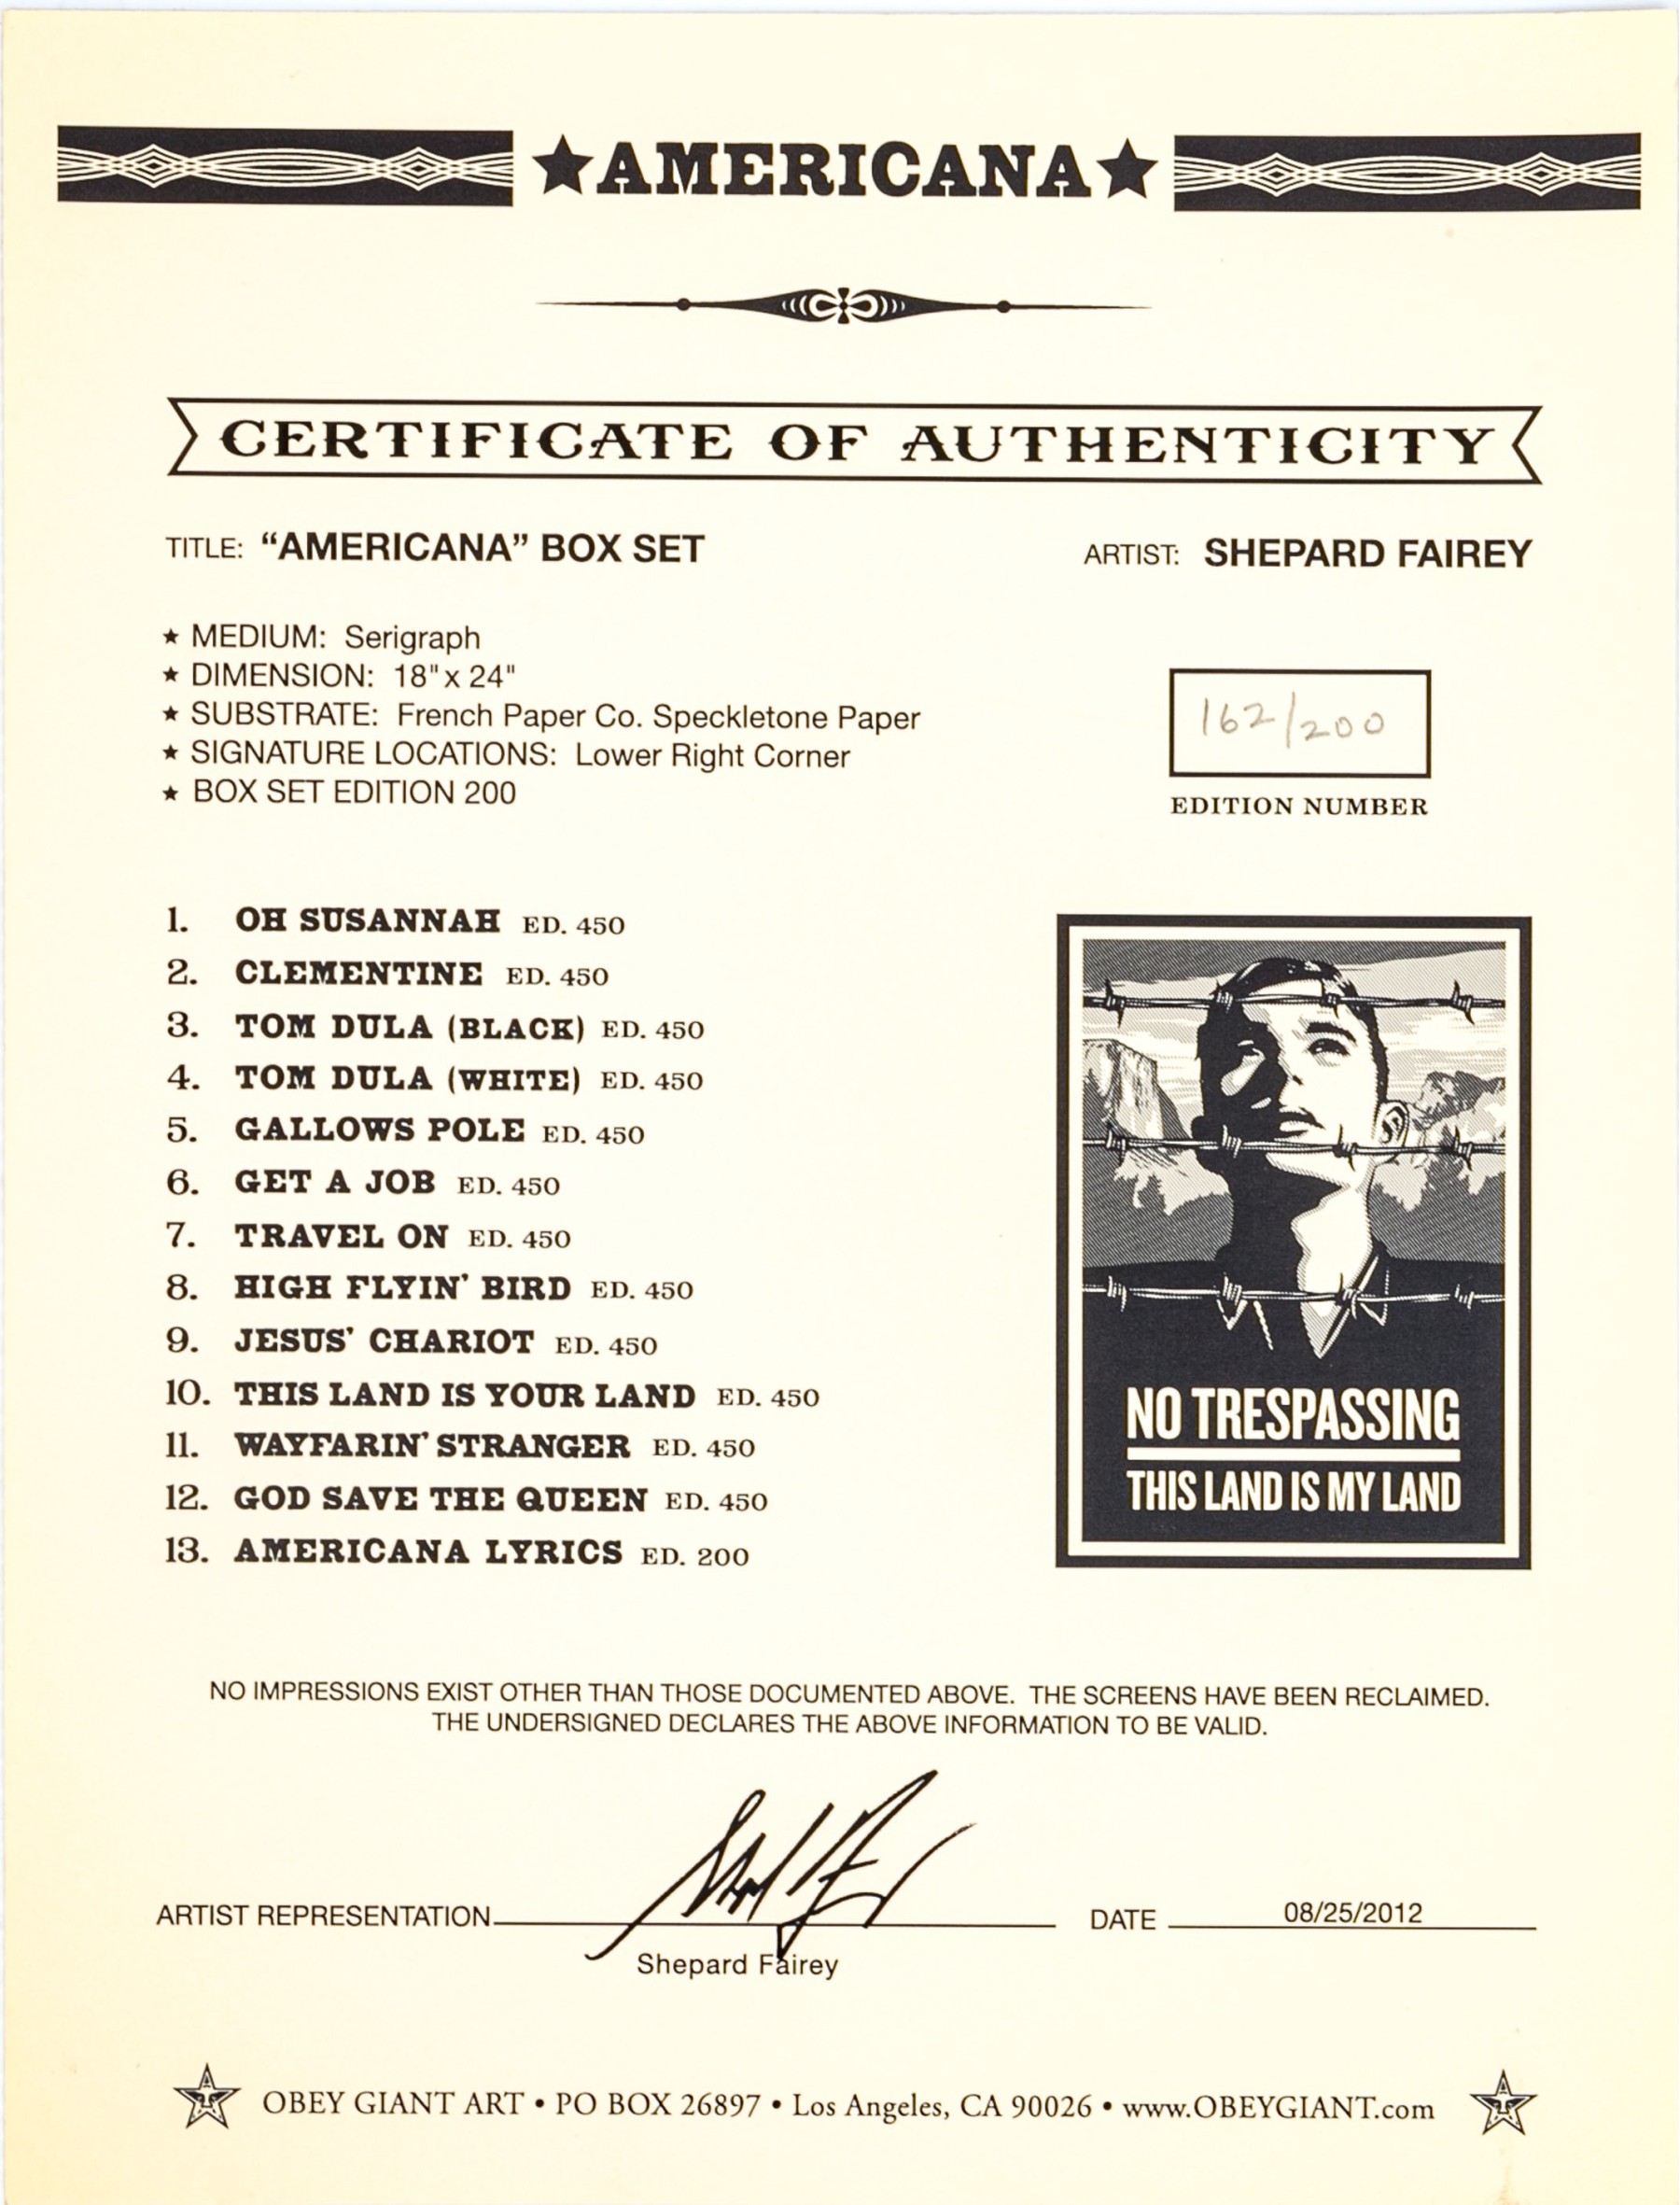 ★AMERICANA★
CERTIFICATE OF AUTHENTICITY
TITLE: “AMERICANA” BOX SET
ARTIST: SHEPARD FAIREY
★ MEDIUM: Serigraph
★ DIMENSION: 18" x 24"
★ SUBSTRATE: French Paper Co. Speckletone Paper
★ SIGNATURE LOCATIONS: Lower Right Corner
★ BOX SET EDITION 200
162/200
EDITION NUMBER
1. OH SUSANNAH ED. 450
2. CLEMENTINE ED. 450
3. TOM DULA (BLACK) ED. 450
4. TOM DULA (WHITE) ED. 450
5. GALLOWS POLE ED. 450
6. GET A JOB ED. 450
7. TRAVEL ON ED. 450
8. HIGH FLYIN’ BIRD ED. 450
9. JESUS’ CHARIOT ED. 450
10. THIS LAND IS YOUR LAND ED. 450
11. WAYFARIN’ STRANGER ED. 450
12. GOD SAVE THE QUEEN ED. 450
13. AMERICANA LYRICS ED. 200
NO TRESPASSING
THIS LAND IS MY LAND
NO IMPRESSIONS EXIST OTHER THAN THOSE DOCUMENTED ABOVE. THE SCREENS HAVE BEEN RECLAIMED.
THE UNDERSIGNED DECLARES THE ABOVE INFORMATION TO BE VALID.
ARTIST REPRESENTATION
Shepard Fairey
DATE 08/25/2012
OBEY GIANT ART • PO BOX 26897 • Los Angeles, CA 90026 • www.OBEYGIANT.com